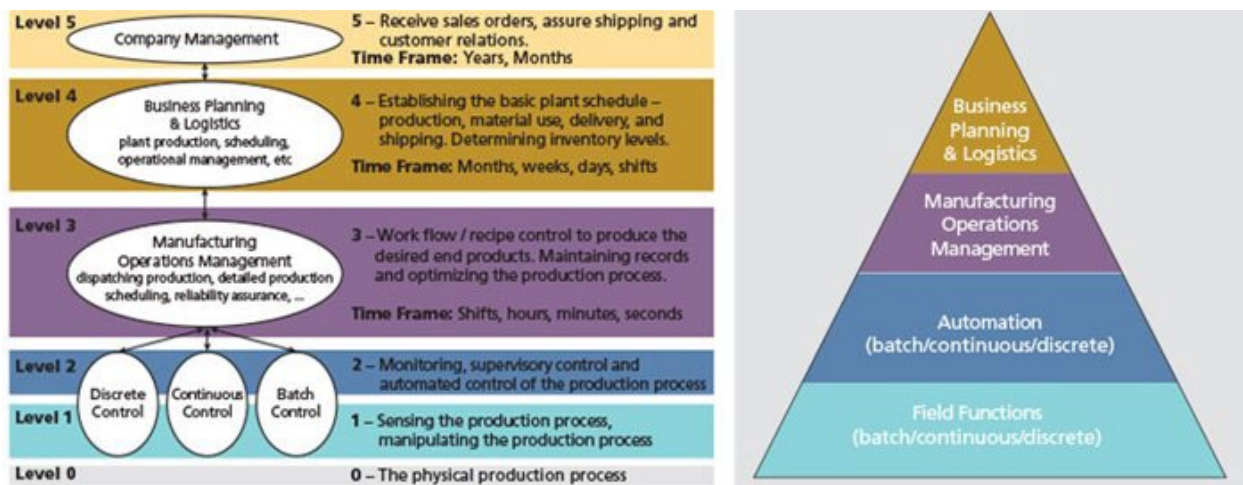 Level 5
Company Management
5 – Receive sales orders, assure shipping and
customer relations.
Time Frame: Years, Months
Level 4
Business Planning
& Logistics
plant production, scheduling,
operational management, etc
4 – Establishing the basic plant schedule –
production, material use, delivery, and
shipping. Determining inventory levels.
Time Frame: Months, weeks, days, shifts
Level 3
Manufacturing
Operations Management
dispatching production, detailed production
scheduling, reliability assurance, ...
3 – Work flow / recipe control to produce the
desired end products. Maintaining records
and optimizing the production process.
Time Frame: Shifts, hours, minutes, seconds
Level 2
Discrete
Control
Continuous
Control
Batch
Control
2 – Monitoring, supervisory control and
automated control of the production process
Level 1
1 – Sensing the production process,
manipulating the production process
Level 0
0 – The physical production process
Business
Planning
& Logistics
Manufacturing
Operations
Management
Automation
(batch/continuous/discrete)
Field Functions
(batch/continuous/discrete)